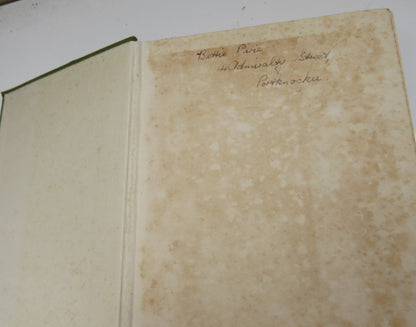 Bettie Pirie,
14 Admiralty Street,
Portknockie